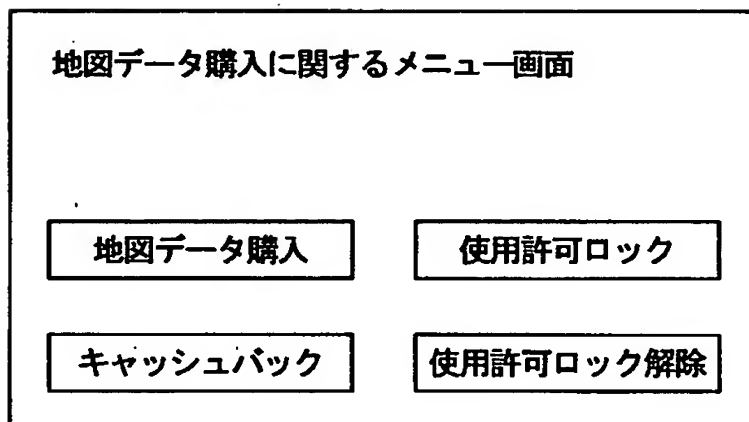 地図データ購入に関するメニュー画面
地図データ購入
使用許可ロック
キャッシュバック
使用許可ロック解除